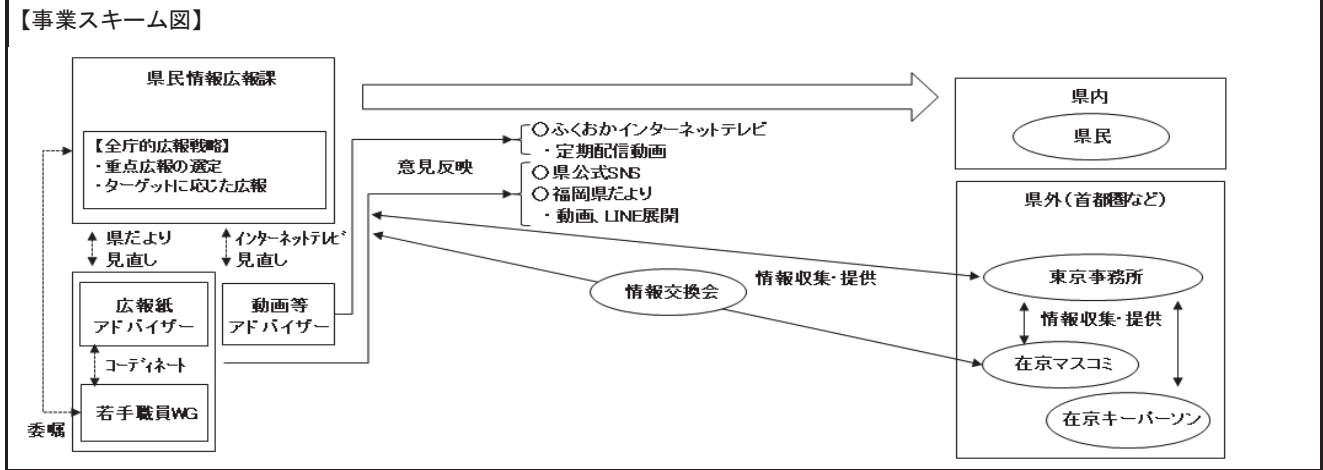 【事業スキーム図】
県民情報広報課
【全庁的広報戦略】
・重点広報の選定
・ターゲットに応じた広報
県だより
見直し
インターネットテレビ
見直し
広報紙
アドバイザー
動画等
アドバイザー
コーディネート
若手職員WG
委嘱
意見反映
○ふくおかインターネットテレビ
・定期配信動画
○県公式SNS
○福岡県だより
・動画、LINE展開
情報交換会
情報収集・提供
県内
県民
県外（首都圏など）
東京事務所
情報収集・提供
在京マスコミ
在京キーパーソン